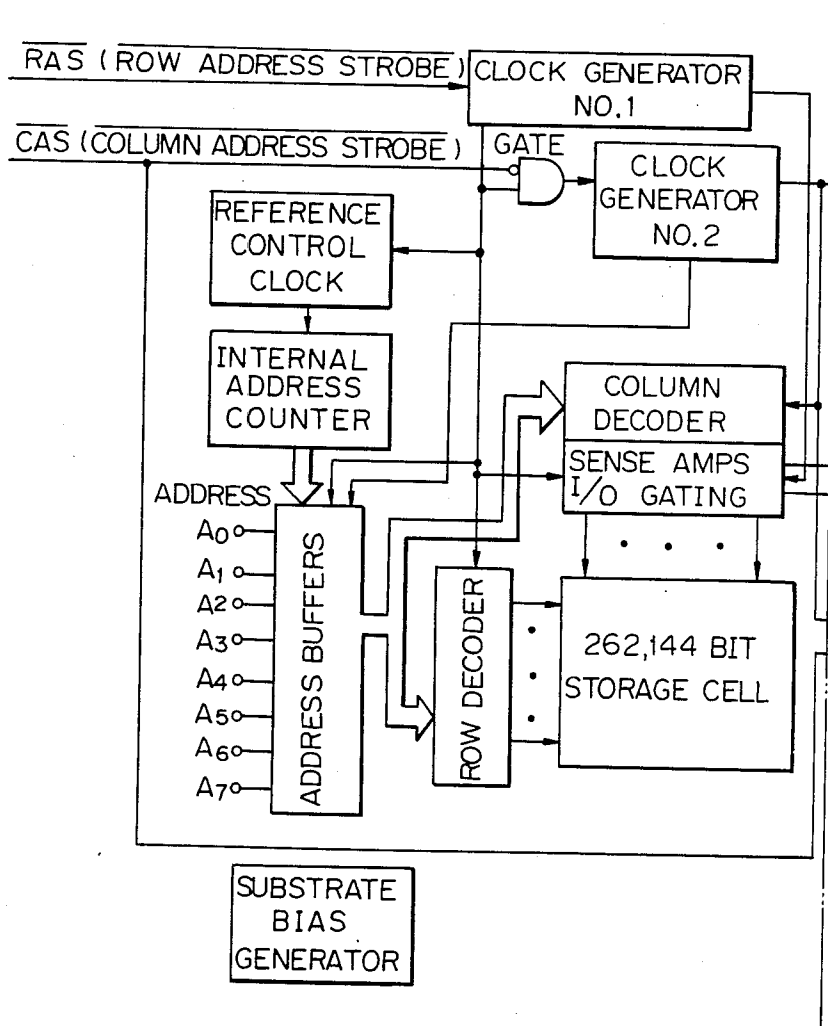 RAS (ROW ADDRESS STROBE)
CLOCK GENERATOR
NO.1
CAS (COLUMN ADDRESS STROBE)
GATE
CLOCK
GENERATOR
NO.2
REFERENCE
CONTROL
CLOCK
INTERNAL
ADDRESS
COUNTER
COLUMN
DECODER
SENSE AMPS
I/O GATING
ADDRESS
A0
A1
A2
A3
A4
A5
A6
A7
ADDRESS BUFFERS
ROW DECODER
262,144 BIT
STORAGE CELL
SUBSTRATE
BIAS
GENERATOR